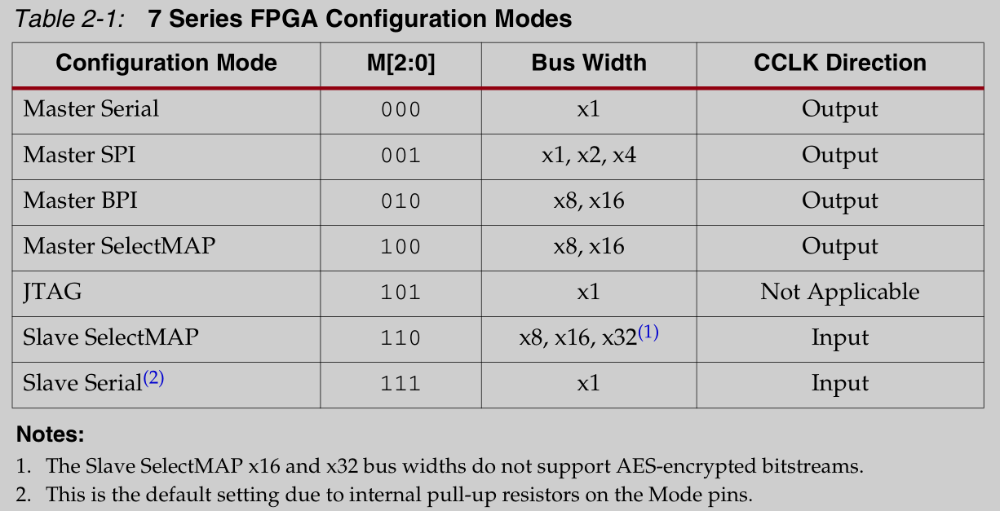 Table 2-1: 7 Series FPGA Configuration Modes
Configuration Mode M[2:0] Bus Width CCLK Direction
Master Serial 000 x1 Output
Master SPI 001 x1, x2, x4 Output
Master BPI 010 x8, x16 Output
Master SelectMAP 100 x8, x16 Output
JTAG 101 x1 Not Applicable
Slave SelectMAP 110 x8, x16, x32(1) Input
Slave Serial(2) 111 x1 Input
Notes:
1. The Slave SelectMAP x16 and x32 bus widths do not support AES-encrypted bitstreams.
2. This is the default setting due to internal pull-up resistors on the Mode pins.